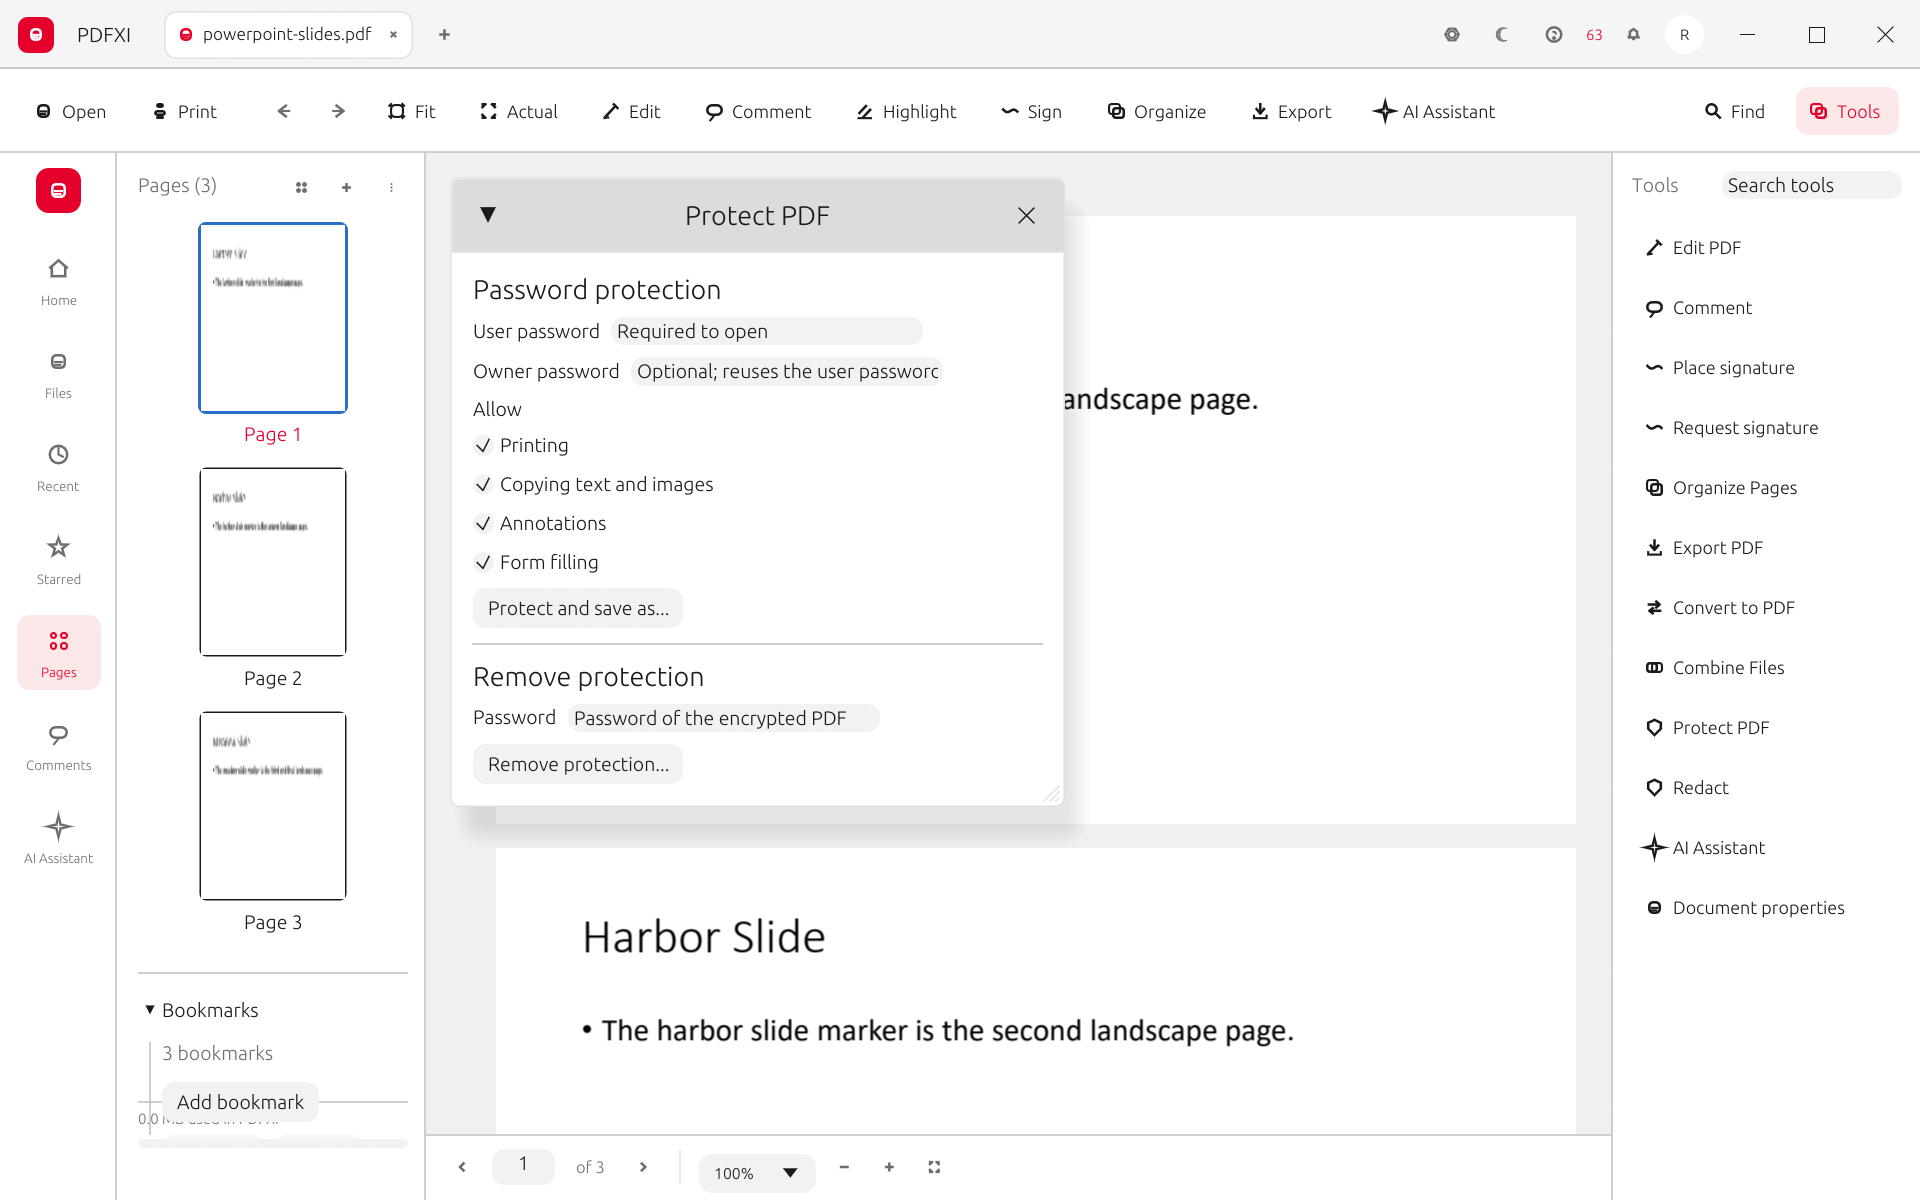 PDFXI
powerpoint-slides.pdf
63
R
Open
Print
Fit
Actual
Edit
Comment
Highlight
Sign
Organize
Export
AI Assistant
Find
Tools
Home
Files
Recent
Starred
Pages
Comments
AI Assistant
Pages (3)
Page 1
Page 2
Page 3
Bookmarks
3 bookmarks
Add bookmark
0.0
Protect PDF
Password protection
User password Required to open
Owner password Optional; reuses the user password
Allow
Printing
Copying text and images
Annotations
Form filling
Protect and save as...
Remove protection
Password Password of the encrypted PDF
Remove protection...
landscape page.
Harbor Slide
• The harbor slide marker is the second landscape page.
1 of 3
100%
Tools
Search tools
Edit PDF
Comment
Place signature
Request signature
Organize Pages
Export PDF
Convert to PDF
Combine Files
Protect PDF
Redact
AI Assistant
Document properties